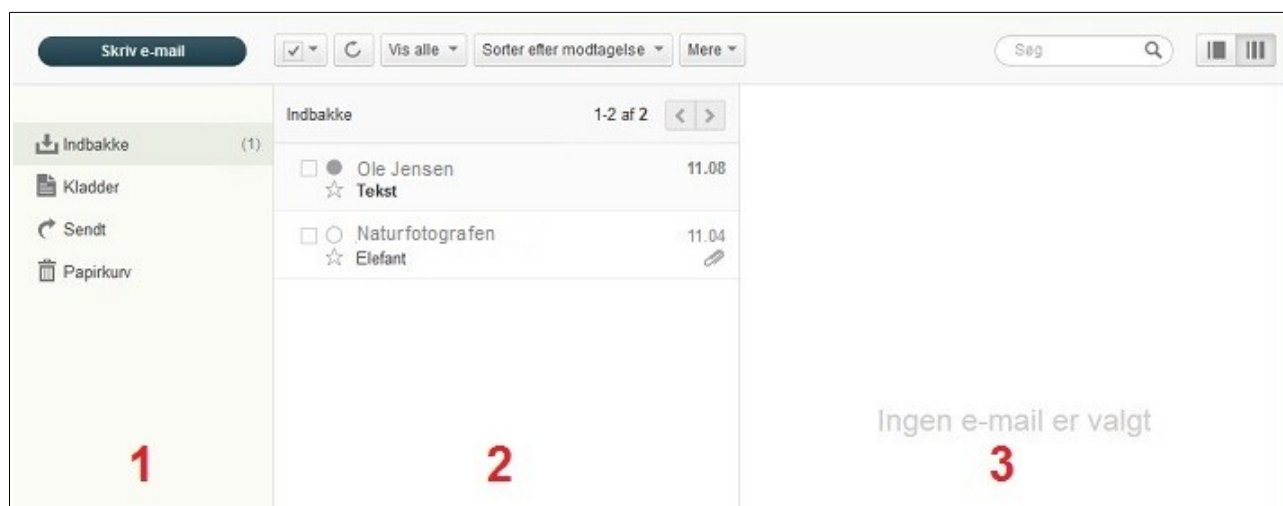 Skriv e-mail Vis alle Sorter efter modtagelse Mere Søg
Indbakke 1-2 af 2
Indbakke (1)
Kladder
Sendt
Papirkurv
Ole Jensen 11.08
Tekst
Naturfotografen 11.04
Elefant
Ingen e-mail er valgt
1 2 3